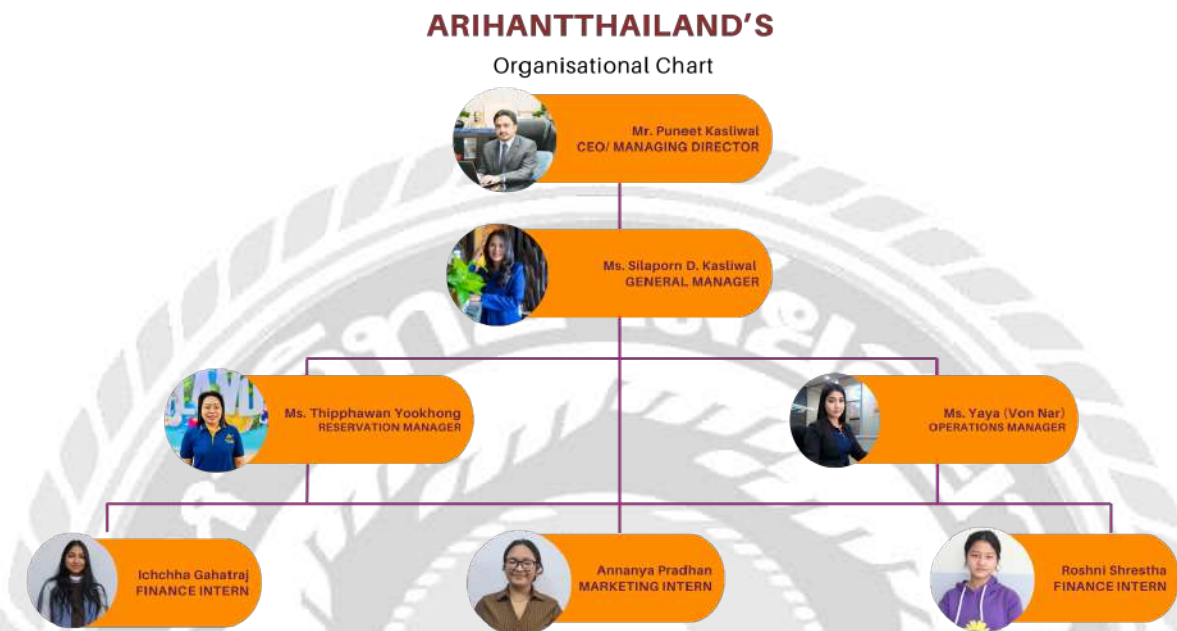 ARIHANTTHAILAND'S
Organisational Chart
Mr. Puneet Kasliwal
CEO/ MANAGING DIRECTOR
Ms. Silaporn D. Kasliwal
GENERAL MANAGER
Ms. Thipphawan Yookhong
RESERVATION MANAGER
Ms. Yaya (Von Nar)
OPERATIONS MANAGER
Ichchha Gahatraj
FINANCE INTERN
Annanya Pradhan
MARKETING INTERN
Roshni Shrestha
FINANCE INTERN